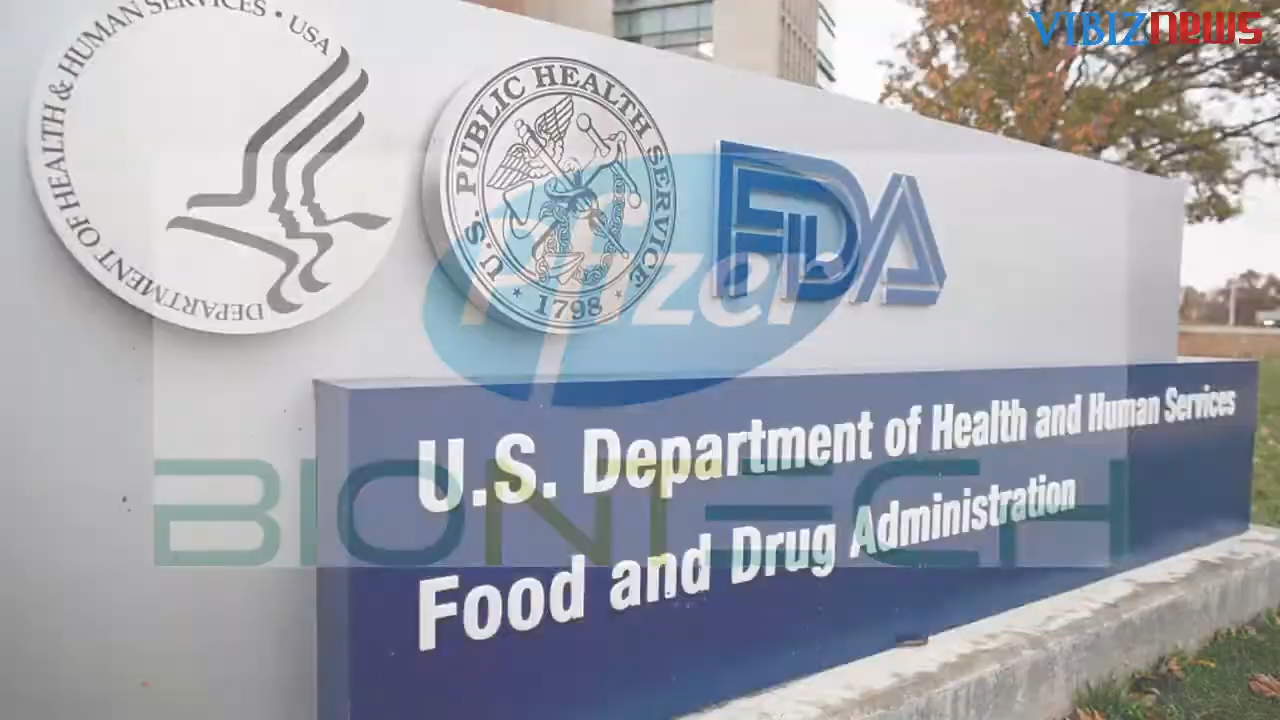 VIBIZnews
DEPARTMENT OF HEALTH & HUMAN SERVICES • USA
U.S. PUBLIC HEALTH SERVICE
★ 1798 ★
FDA
Pfizer
U.S. Department of Health and Human Services
BIONTECH
Food and Drug Administration